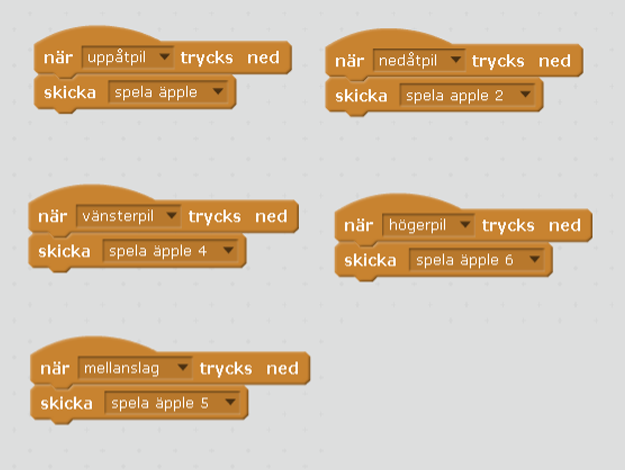 när uppåtpil trycks ned
skicka spela äpple
när nedåtpil trycks ned
skicka spela apple 2
när vänsterpil trycks ned
skicka spela äpple 4
när högerpil trycks ned
skicka spela äpple 6
när mellanslag trycks ned
skicka spela äpple 5